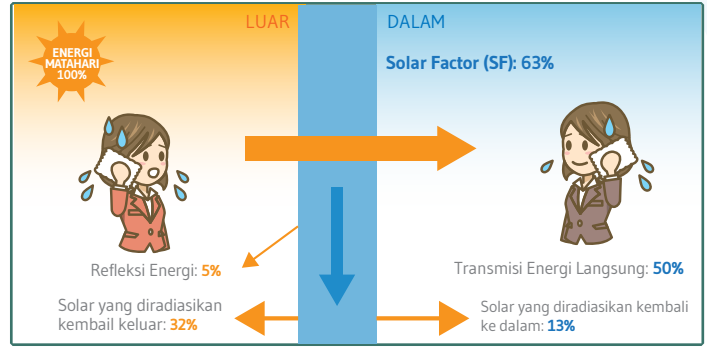 LUAR
DALAM
ENERGI
MATAHARI
100%
Solar Factor (SF): 63%
Refleksi Energi: 5%
Transmisi Energi Langsung: 50%
Solar yang diradiasikan
kembail keluar: 32%
Solar yang diradiasikan kembali
ke dalam: 13%